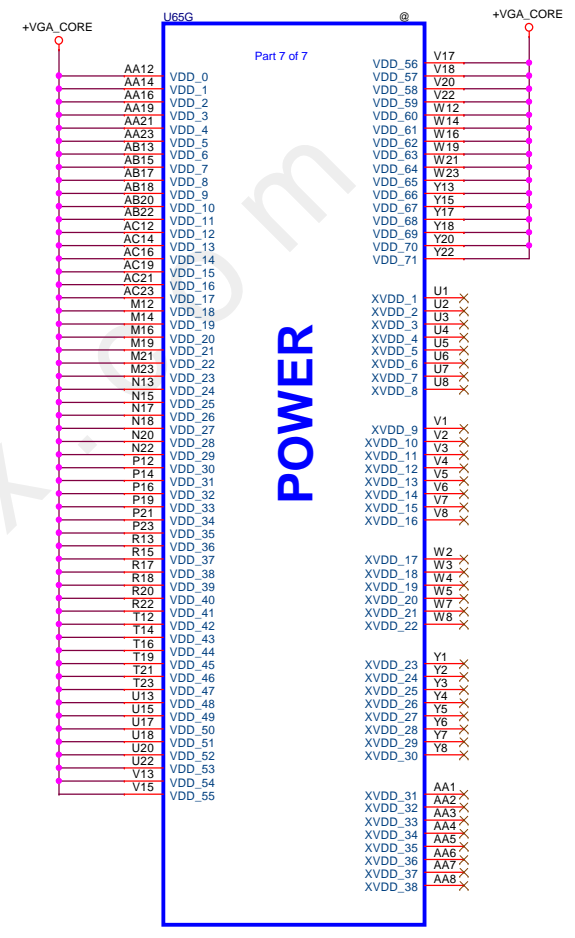 U65G @
+VGA_CORE +VGA_CORE
Part 7 of 7
AA12 VDD_0
AA14 VDD_1
AA16 VDD_2
AA19 VDD_3
AA21 VDD_4
AA23 VDD_5
AB13 VDD_6
AB15 VDD_7
AB17 VDD_8
AB18 VDD_9
AB20 VDD_10
AB22 VDD_11
AC12 VDD_12
AC14 VDD_13
AC16 VDD_14
AC19 VDD_15
AC21 VDD_16
AC23 VDD_17
M12 VDD_18
M14 VDD_19
M16 VDD_20
M19 VDD_21
M21 VDD_22
M23 VDD_23
N13 VDD_24
N15 VDD_25
N17 VDD_26
N18 VDD_27
N20 VDD_28
N22 VDD_29
P12 VDD_30
P14 VDD_31
P16 VDD_32
P19 VDD_33
P21 VDD_34
P23 VDD_35
R13 VDD_36
R15 VDD_37
R17 VDD_38
R18 VDD_39
R20 VDD_40
R22 VDD_41
T12 VDD_42
T14 VDD_43
T16 VDD_44
T19 VDD_45
T21 VDD_46
T23 VDD_47
U13 VDD_48
U15 VDD_49
U17 VDD_50
U18 VDD_51
U20 VDD_52
U22 VDD_53
V13 VDD_54
V15 VDD_55
POWER
VDD_56 V17
VDD_57 V18
VDD_58 V20
VDD_59 V22
VDD_60 W12
VDD_61 W14
VDD_62 W16
VDD_63 W19
VDD_64 W21
VDD_65 W23
VDD_66 Y13
VDD_67 Y15
VDD_68 Y17
VDD_69 Y18
VDD_70 Y20
VDD_71 Y22
XVDD_1 U1
XVDD_2 U2
XVDD_3 U3
XVDD_4 U4
XVDD_5 U5
XVDD_6 U6
XVDD_7 U7
XVDD_8 U8
XVDD_9 V1
XVDD_10 V2
XVDD_11 V3
XVDD_12 V4
XVDD_13 V5
XVDD_14 V6
XVDD_15 V7
XVDD_16 V8
XVDD_17 W2
XVDD_18 W3
XVDD_19 W4
XVDD_20 W5
XVDD_21 W7
XVDD_22 W8
XVDD_23 Y1
XVDD_24 Y2
XVDD_25 Y3
XVDD_26 Y4
XVDD_27 Y5
XVDD_28 Y6
XVDD_29 Y7
XVDD_30 Y8
XVDD_31 AA1
XVDD_32 AA2
XVDD_33 AA3
XVDD_34 AA4
XVDD_35 AA5
XVDD_36 AA6
XVDD_37 AA7
XVDD_38 AA8